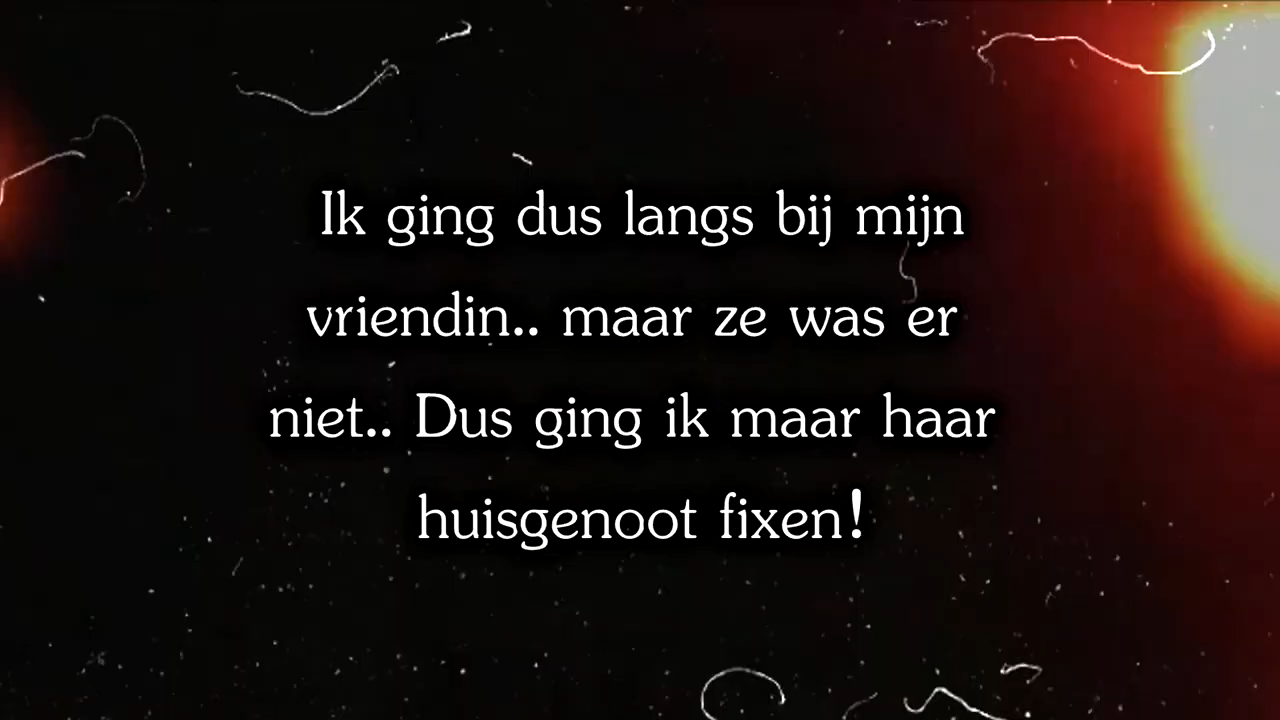 Ik ging dus langs bij mijn
vriendin.. maar ze was er
niet.. Dus ging ik maar haar
huisgenoot fixen!